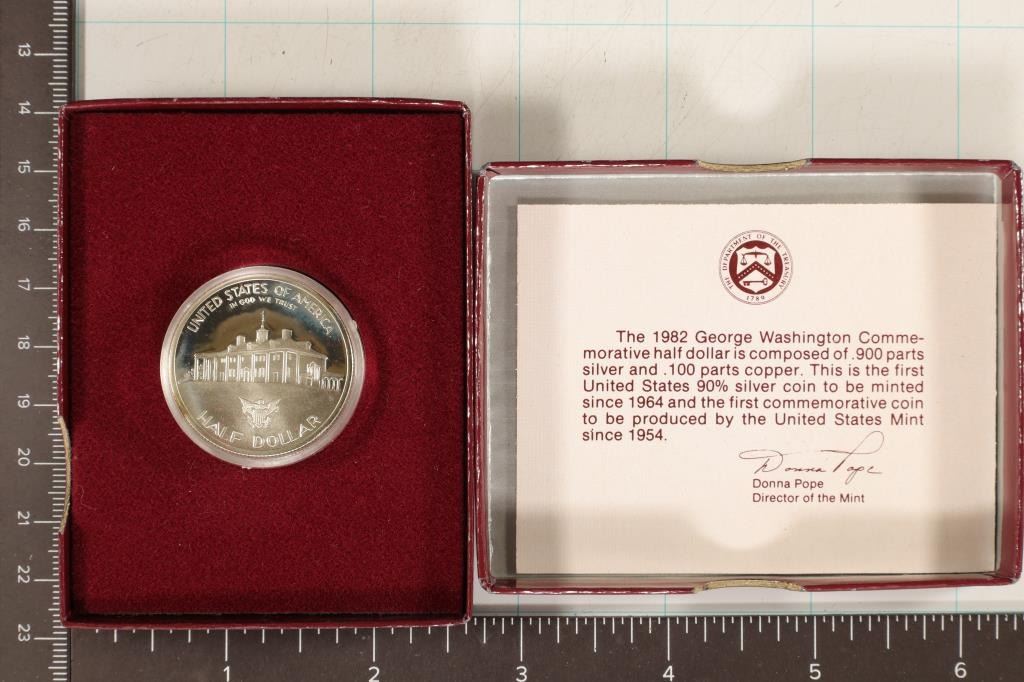 UNITED STATES OF AMERICA
IN GOD WE TRUST
HALF DOLLAR
THE DEPARTMENT OF THE TREASURY
1789
The 1982 George Washington Comme-
morative half dollar is composed of .900 parts
silver and .100 parts copper. This is the first
United States 90% silver coin to be minted
since 1964 and the first commemorative coin
to be produced by the United States Mint
since 1954.
Donna Pope
Donna Pope
Director of the Mint
13
14
15
16
17
18
19
20
21
22
23
1 2 3 4 5 6